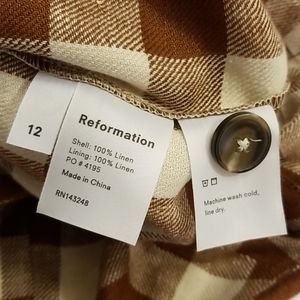 12
Reformation
Shell: 100% Linen
Lining: 100% Linen
PO # 4195
Made in China
RN143248
Machine wash cold,
line dry.